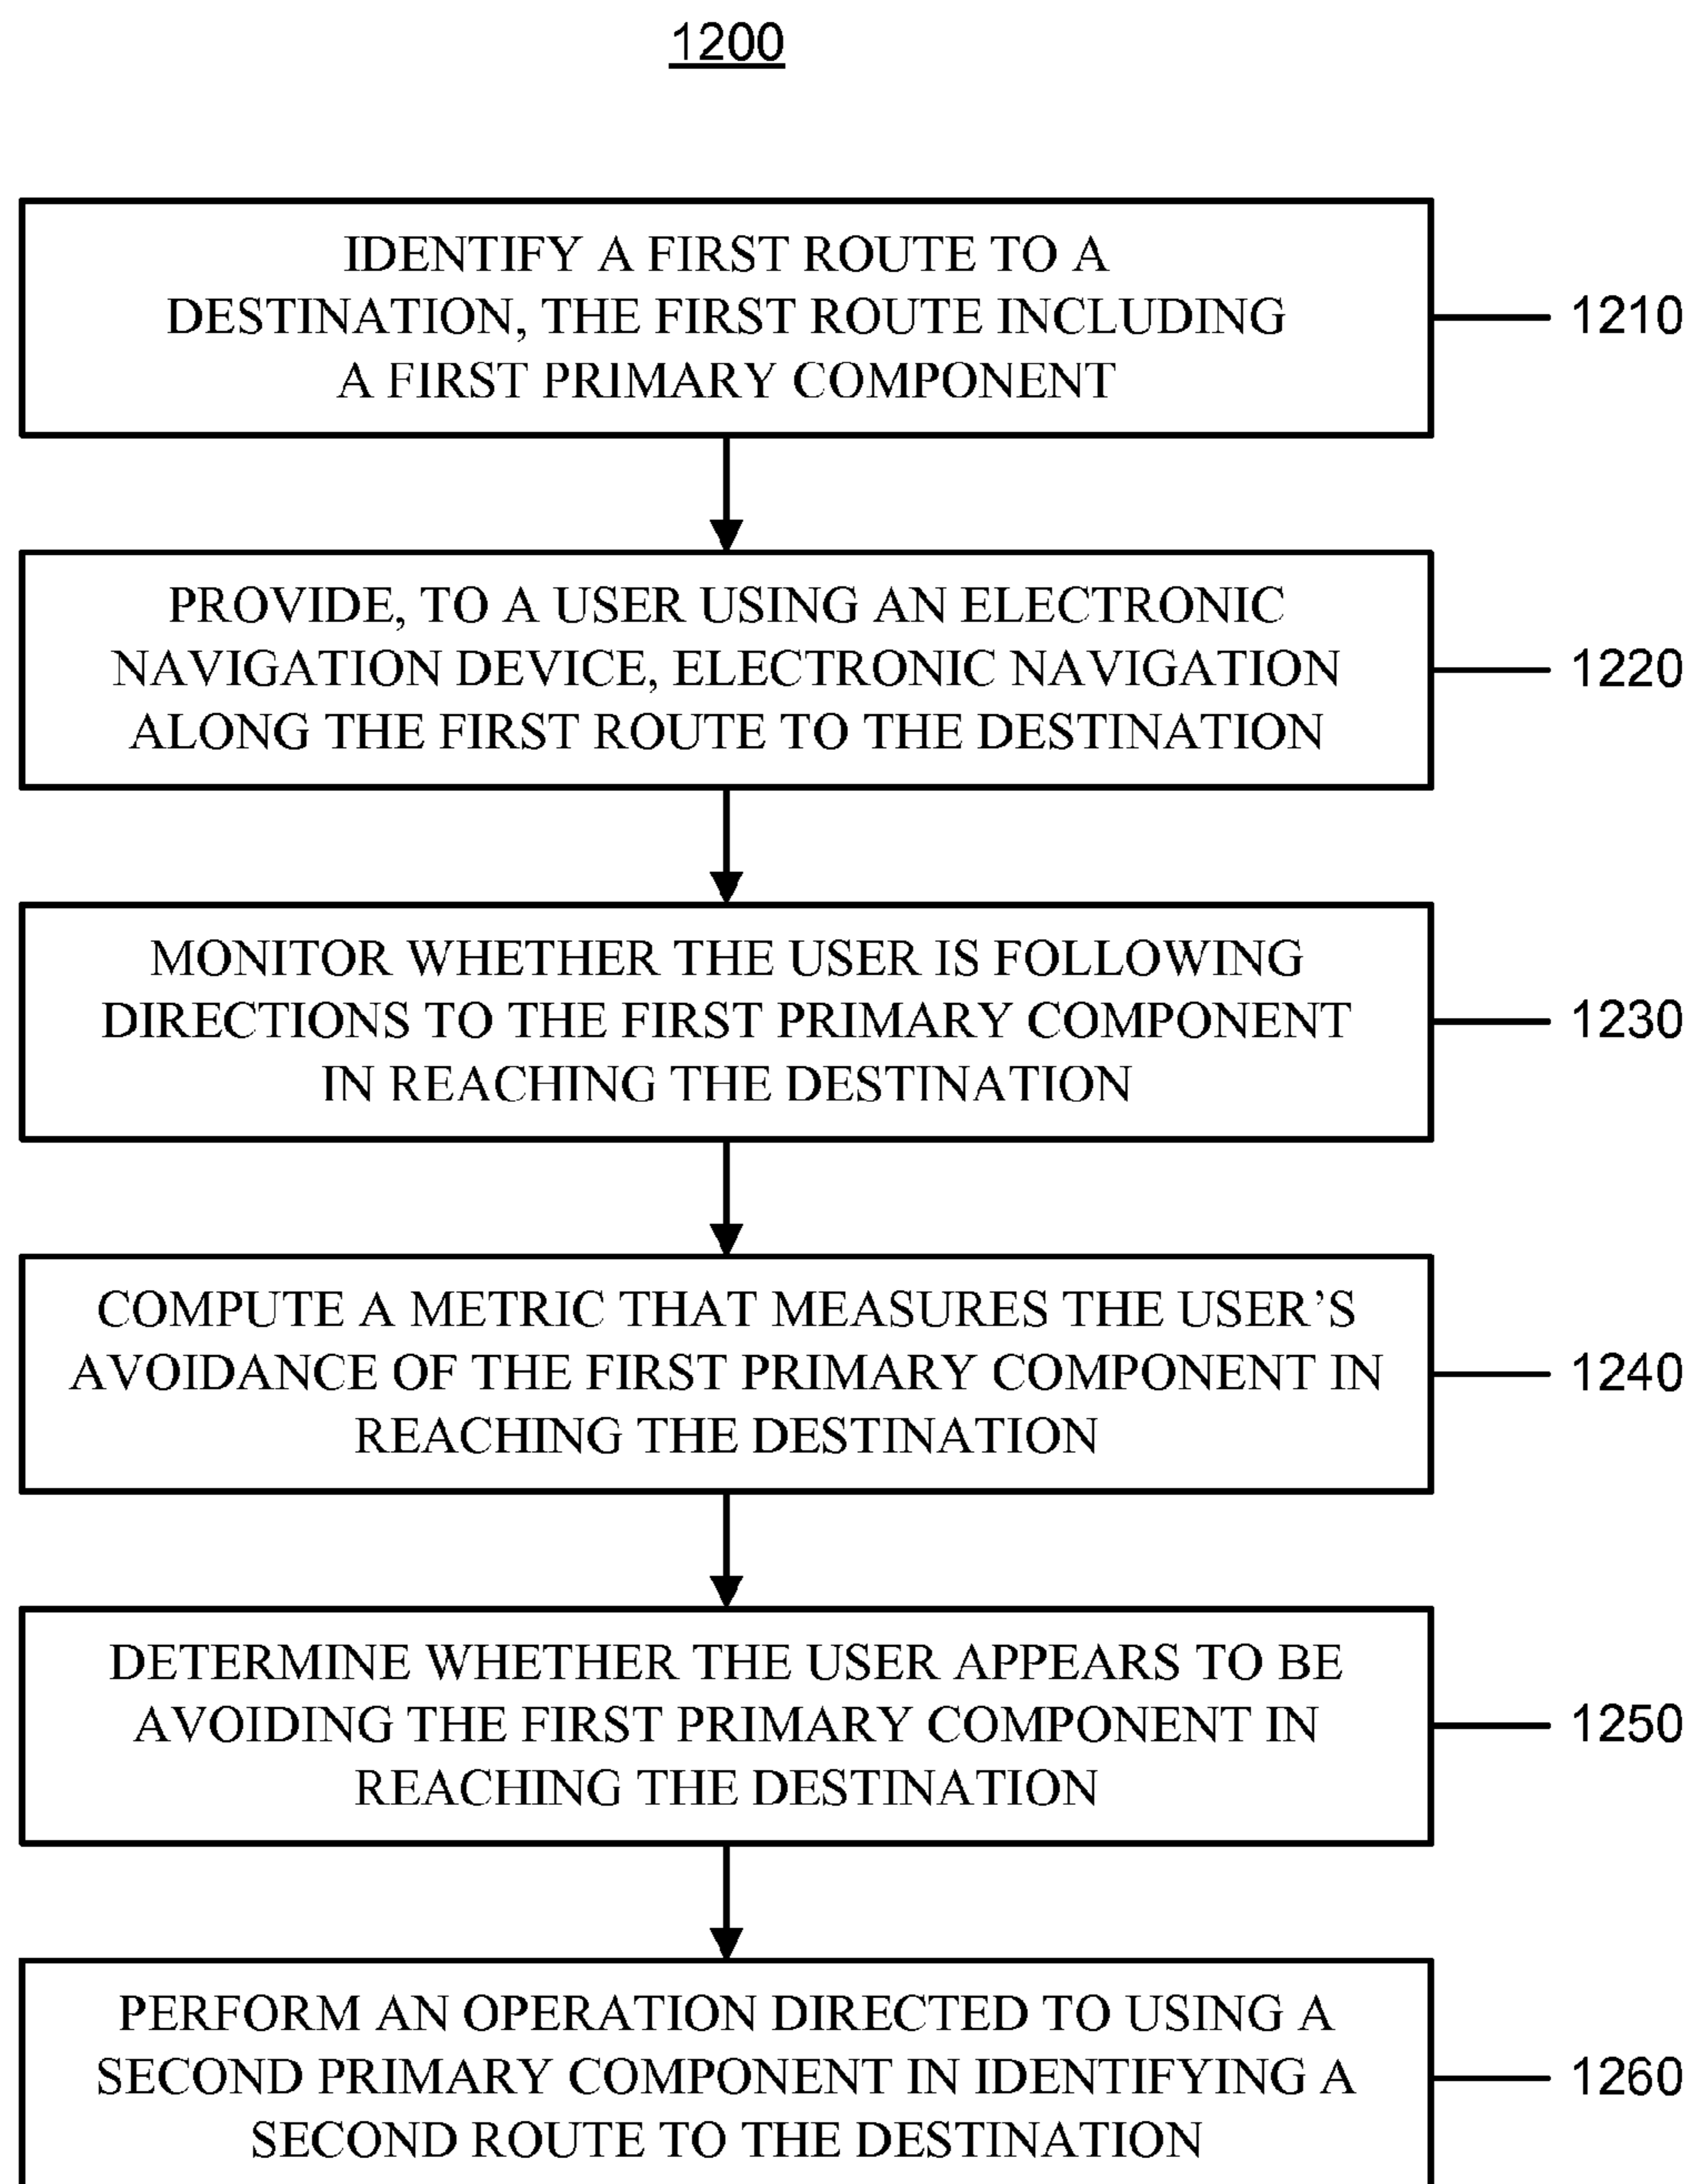 1200
IDENTIFY A FIRST ROUTE TO A
DESTINATION, THE FIRST ROUTE INCLUDING
A FIRST PRIMARY COMPONENT
1210
PROVIDE, TO A USER USING AN ELECTRONIC
NAVIGATION DEVICE, ELECTRONIC NAVIGATION
ALONG THE FIRST ROUTE TO THE DESTINATION
1220
MONITOR WHETHER THE USER IS FOLLOWING
DIRECTIONS TO THE FIRST PRIMARY COMPONENT
IN REACHING THE DESTINATION
1230
COMPUTE A METRIC THAT MEASURES THE USER’S
AVOIDANCE OF THE FIRST PRIMARY COMPONENT IN
REACHING THE DESTINATION
1240
DETERMINE WHETHER THE USER APPEARS TO BE
AVOIDING THE FIRST PRIMARY COMPONENT IN
REACHING THE DESTINATION
1250
PERFORM AN OPERATION DIRECTED TO USING A
SECOND PRIMARY COMPONENT IN IDENTIFYING A
SECOND ROUTE TO THE DESTINATION
1260